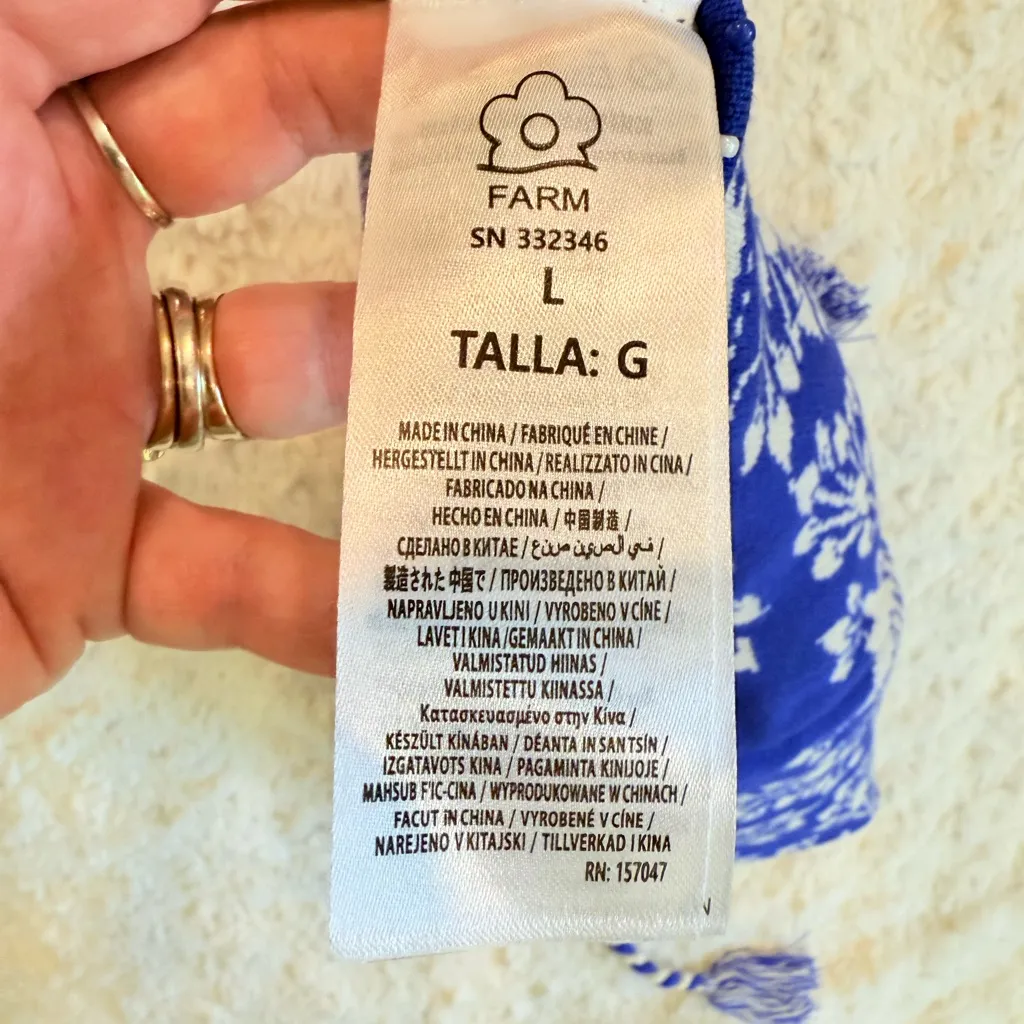 FARM
SN 332346
L
TALLA: G
MADE IN CHINA / FABRIQUÉ EN CHINE /
HERGESTELLT IN CHINA / REALIZZATO IN CINA /
FABRICADO NA CHINA /
HECHO EN CHINA / 中国制造 /
СДЕЛАНО В КИТАЕ / في الصين صنع /
製造された 中国で / ПРОИЗВЕДЕНО В КИТАЙ /
NAPRAVLJENO U KINI / VYROBENO V CÍNE /
LAVET I KINA /GEMAAKT IN CHINA /
VALMISTATUD HIINAS /
VALMISTETTU KIINASSA /
Κατασκευασμένο στην Κίνα /
KÉSZÜLT KÍNÁBAN / DÉANTA IN SAN TSÍN /
IZGATAVOTS KINA / PAGAMINTA KINIJOJE /
MAHSUB F'IC-CINA / WYPRODUKOWANE W CHINACH /
FACUT IN CHINA / VYROBENÉ V CÍNE /
NAREJENO V KITAJSKI / TILLVERKAD I KINA
RN: 157047